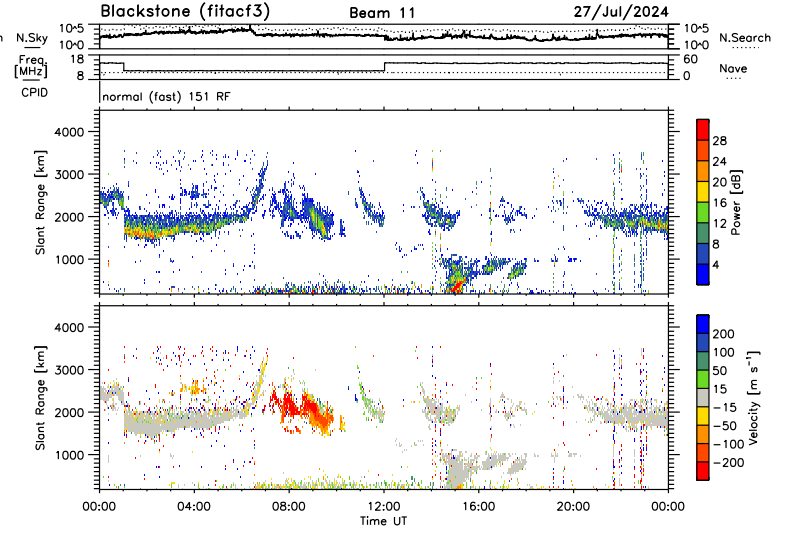 Blackstone (fitacf3) Beam 11 27/Jul/2024
N.Sky 10^5 10^0 10^5 10^0 N.Search
Freq. [MHz] 18 8 60 0 Nave
CPID normal (fast) 151 RF
Slant Range [km] 4000 3000 2000 1000
28 24 20 16 12 8 4 Power [dB]
Slant Range [km] 4000 3000 2000 1000
200 100 50 15 −15 −50 −100 −200 Velocity [m s⁻¹]
00:00 04:00 08:00 12:00 16:00 20:00 00:00
Time UT